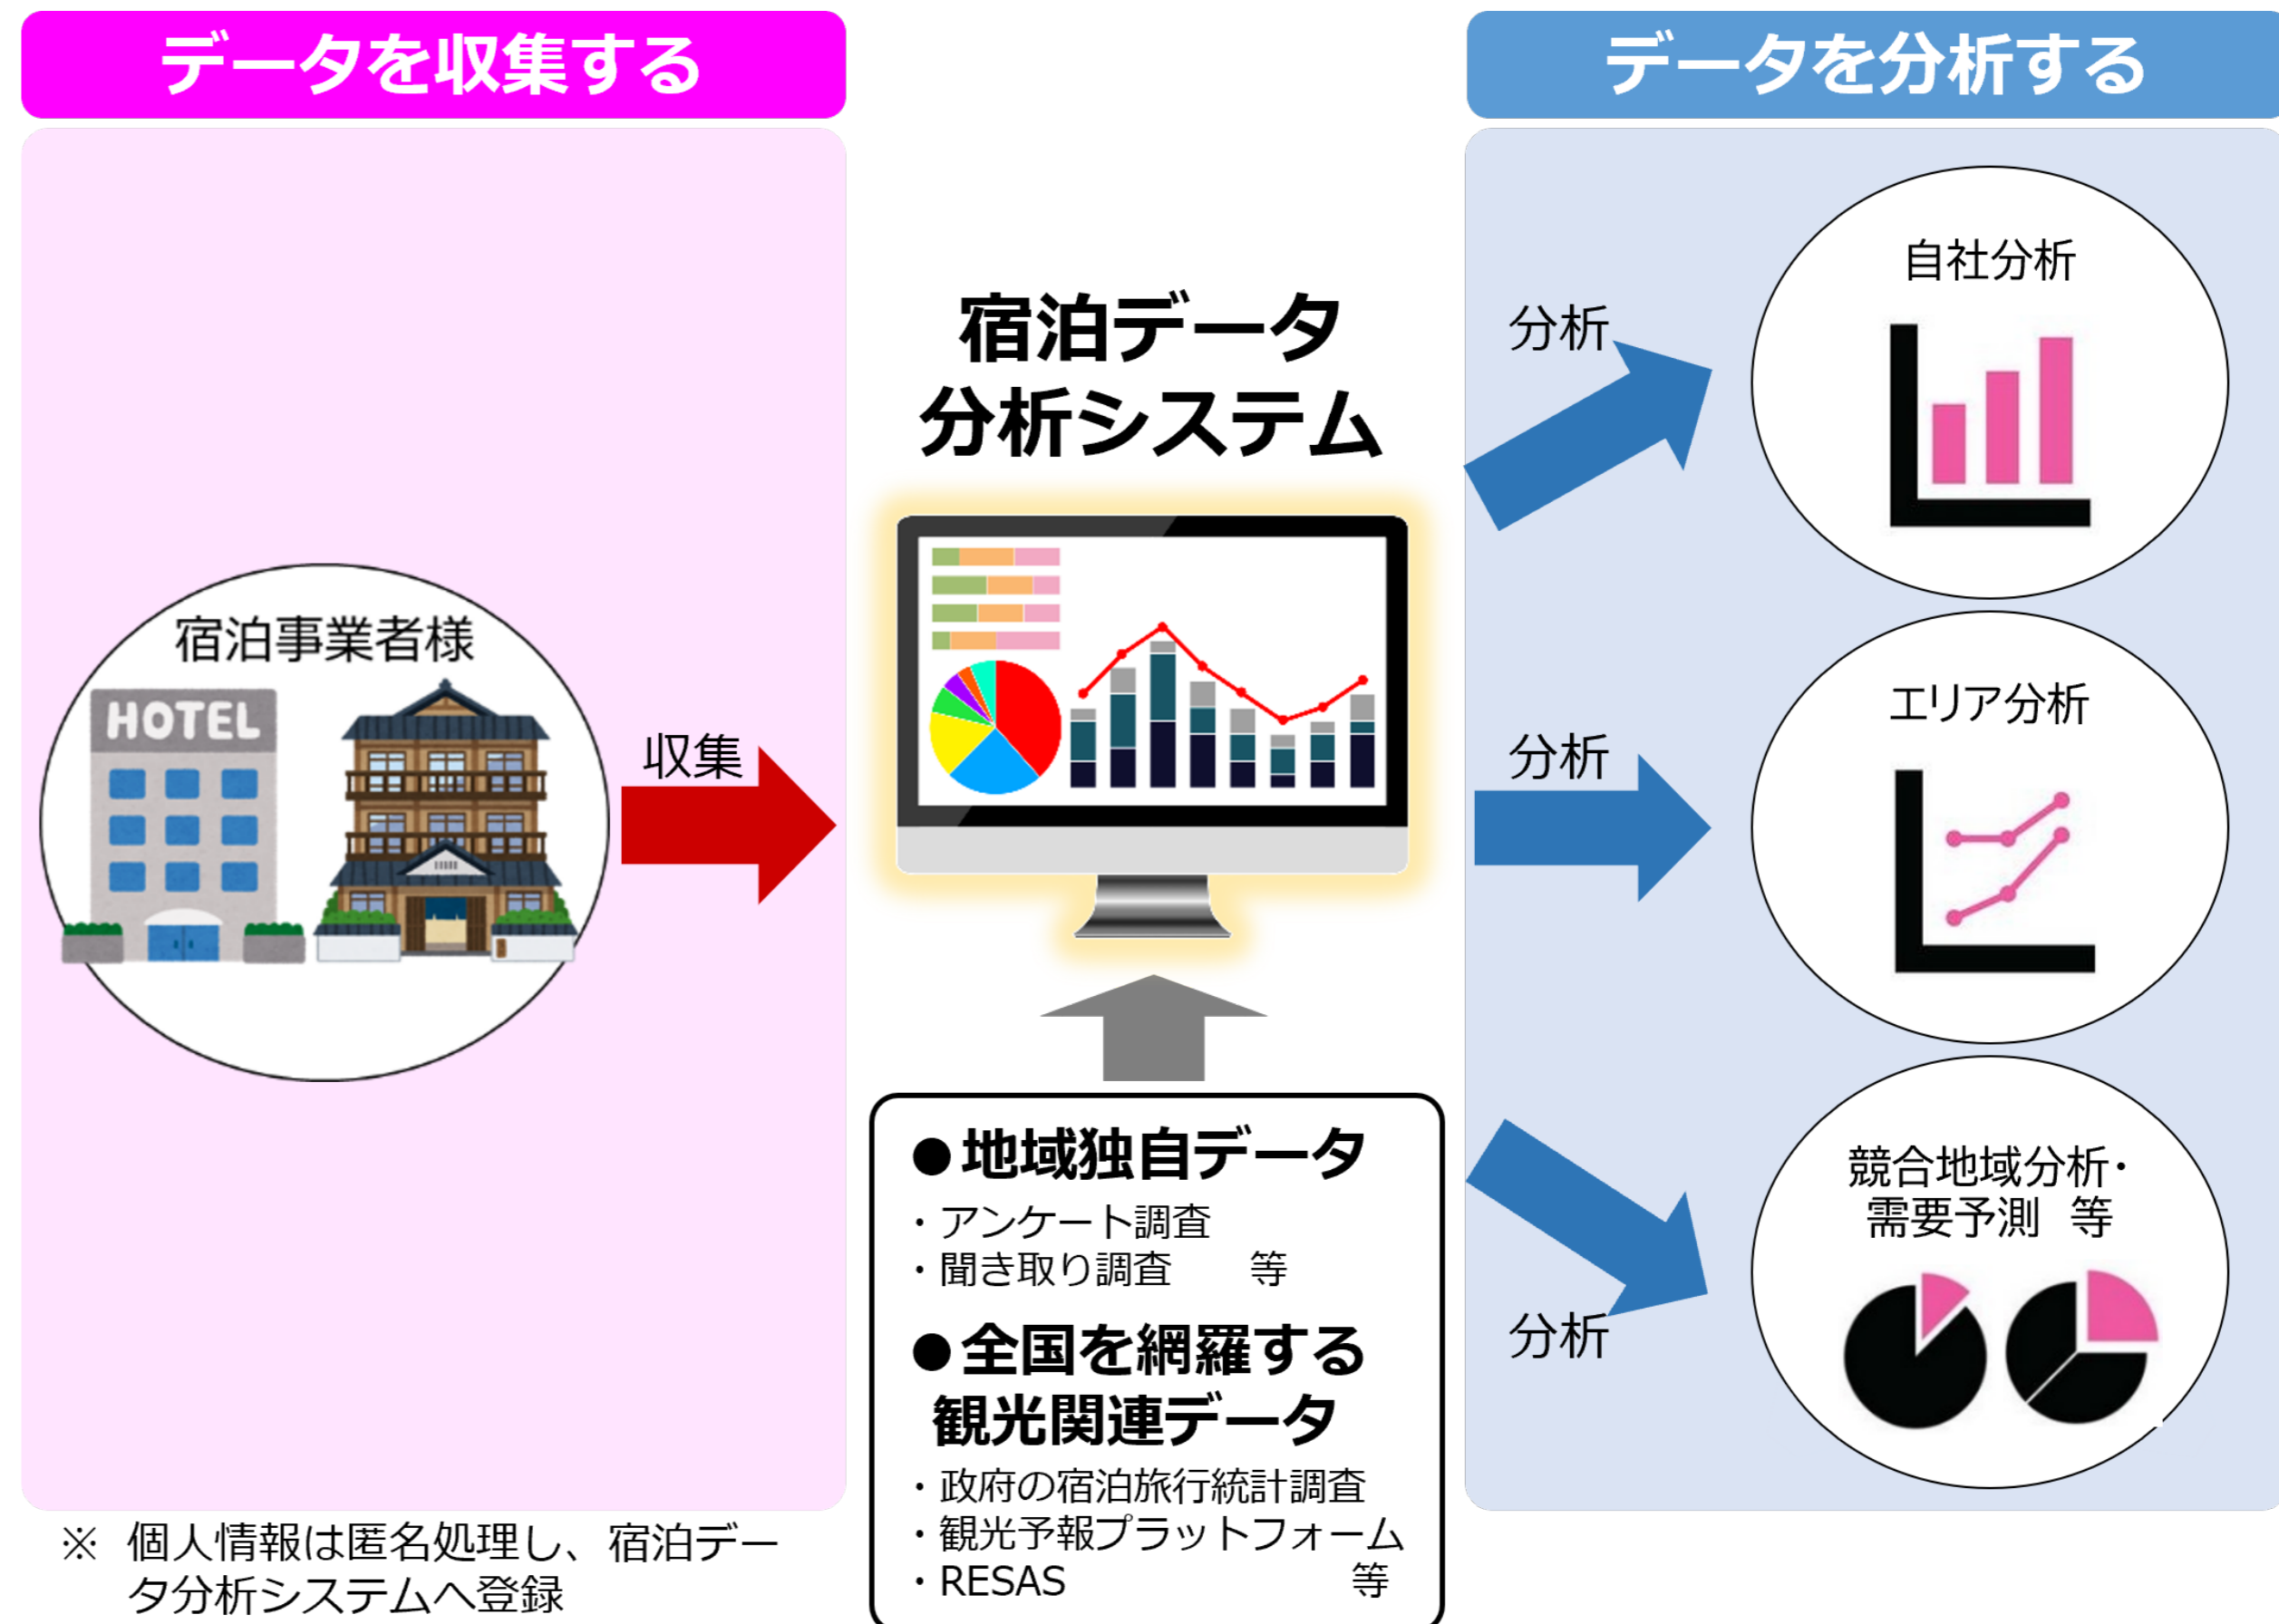 データを収集する
宿泊事業者様
HOTEL
収集
※ 個人情報は匿名処理し、宿泊デー
タ分析システムへ登録
宿泊データ
分析システム
●地域独自データ
・アンケート調査
・聞き取り調査 等
●全国を網羅する
観光関連データ
・政府の宿泊旅行統計調査
・観光予報プラットフォーム
・RESAS 等
データを分析する
分析
自社分析
分析
エリア分析
分析
競合地域分析・
需要予測 等